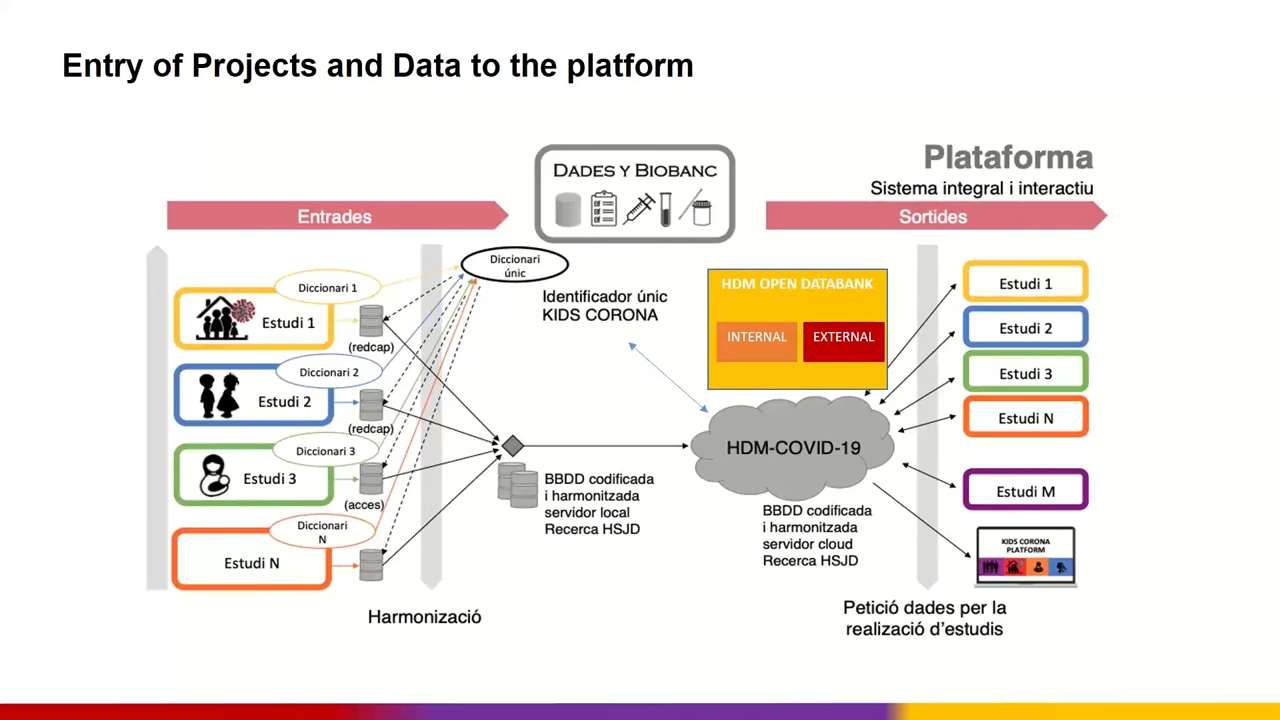 Entry of Projects and Data to the platform
DADES Y BIOBANC
Plataforma
Sistema integral i interactiu
Entrades
Sortides
Diccionari
únic
Diccionari 1
Estudi 1
(redcap)
Diccionari 2
Estudi 2
(redcap)
Diccionari 3
Estudi 3
(acces)
Diccionari
N
Estudi N
Harmonizació
Identificador únic
KIDS CORONA
BBDD codificada
i harmonitzada
servidor local
Recerca HSJD
HDM OPEN DATABANK
INTERNAL
EXTERNAL
HDM-COVID-19
BBDD codificada
i harmonitzada
servidor cloud
Recerca HSJD
Estudi 1
Estudi 2
Estudi 3
Estudi N
Estudi M
KIDS CORONA
PLATFORM
Petició dades per la
realizació d'estudis